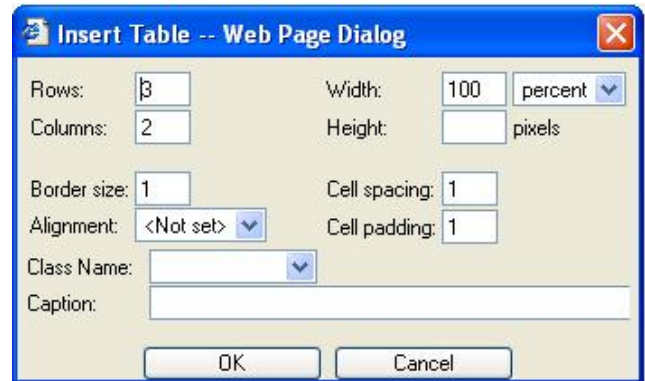 Insert Table -- Web Page Dialog
Rows: 3 Width: 100 percent
Columns: 2 Height: pixels
Border size: 1 Cell spacing: 1
Alignment: <Not set> Cell padding: 1
Class Name:
Caption:
OK Cancel